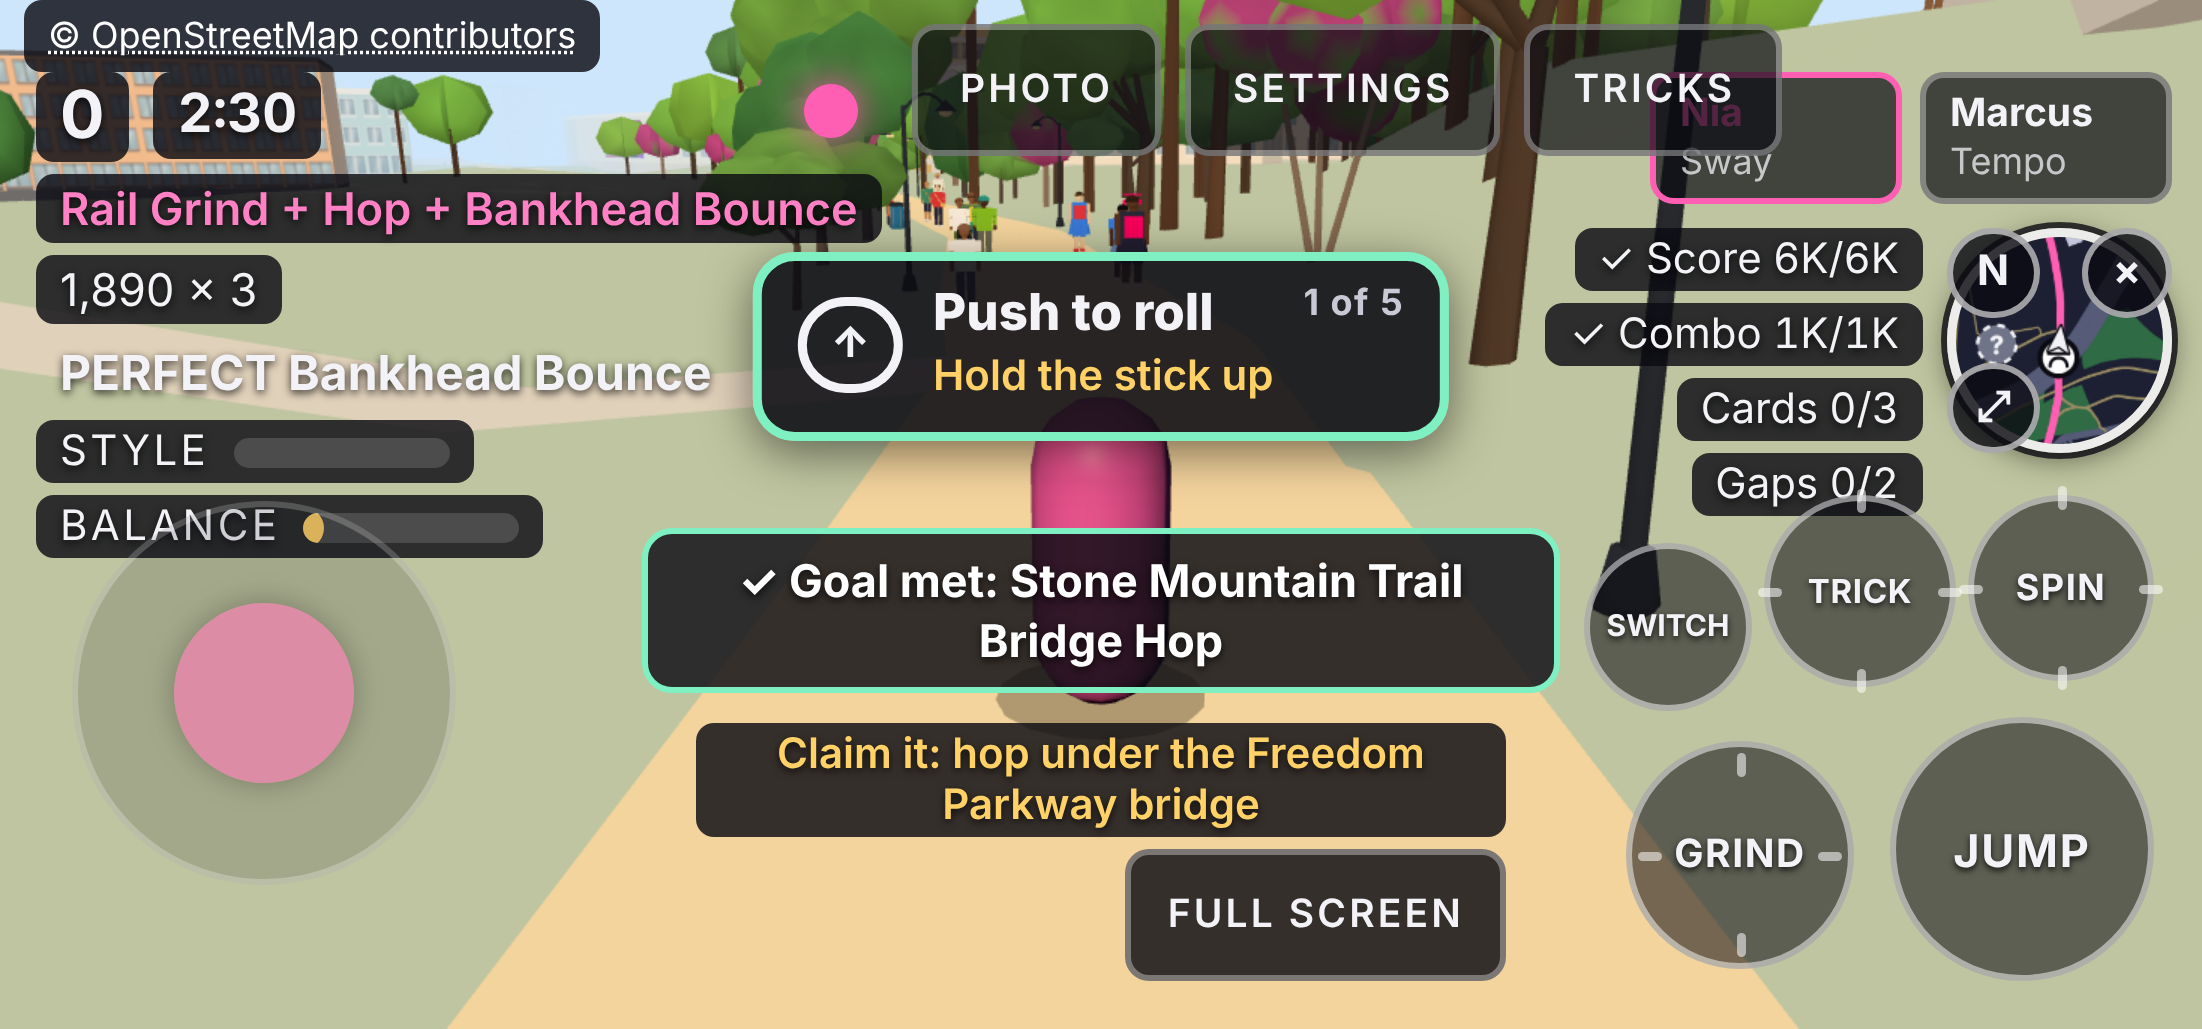 © OpenStreetMap contributors
0
2:30
PHOTO
SETTINGS
TRICKS
Nia
Sway
Marcus
Tempo
Rail Grind + Hop + Bankhead Bounce
1,890 × 3
PERFECT Bankhead Bounce
STYLE
BALANCE
Push to roll
1 of 5
Hold the stick up
✓ Score 6K/6K
✓ Combo 1K/1K
Cards 0/3
Gaps 0/2
N
×
?
✓ Goal met: Stone Mountain Trail
Bridge Hop
Claim it: hop under the Freedom
Parkway bridge
FULL SCREEN
SWITCH
TRICK
SPIN
GRIND
JUMP